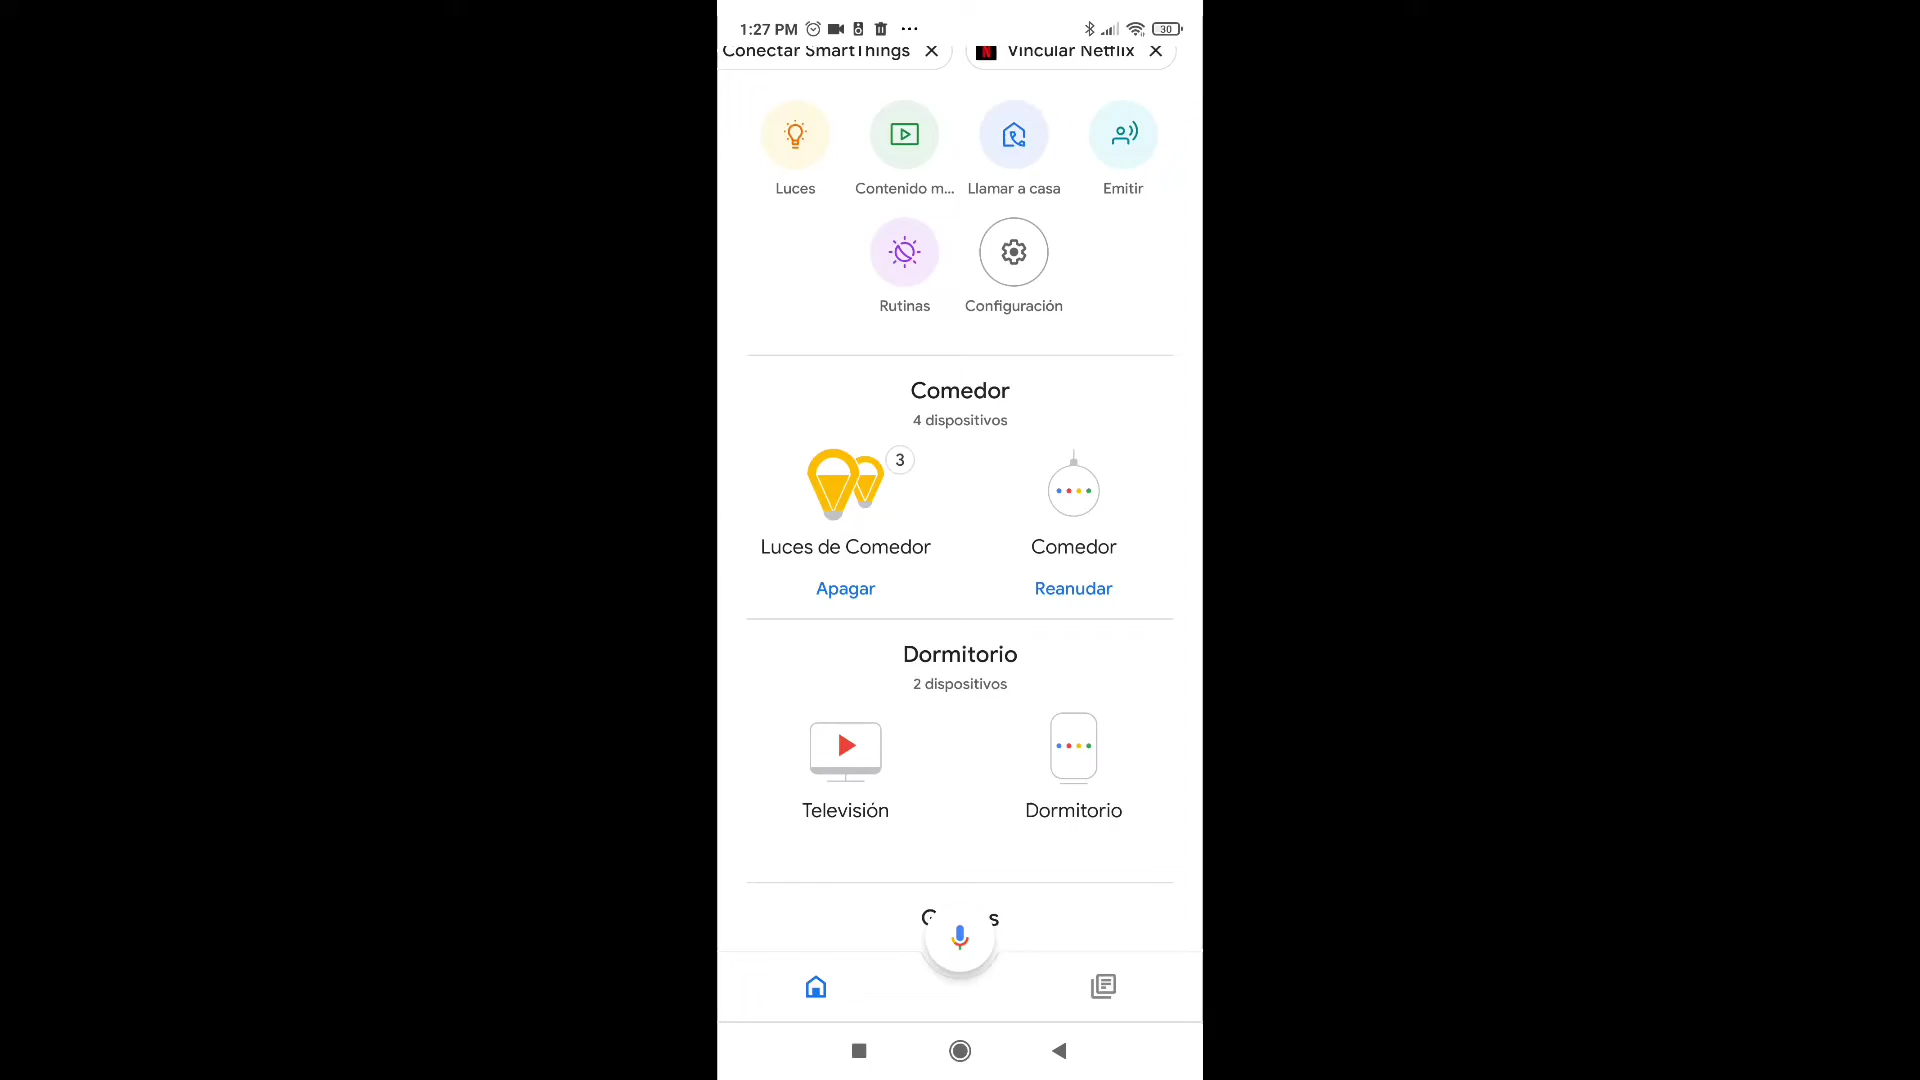 1:27 PM ... 30
Conectar SmartThings
Vincular Netflix
Luces
Contenido m...
Llamar a casa
Emitir
Rutinas
Configuración
Comedor
4 dispositivos
3
Luces de Comedor
Comedor
Apagar
Reanudar
Dormitorio
2 dispositivos
Televisión
Dormitorio